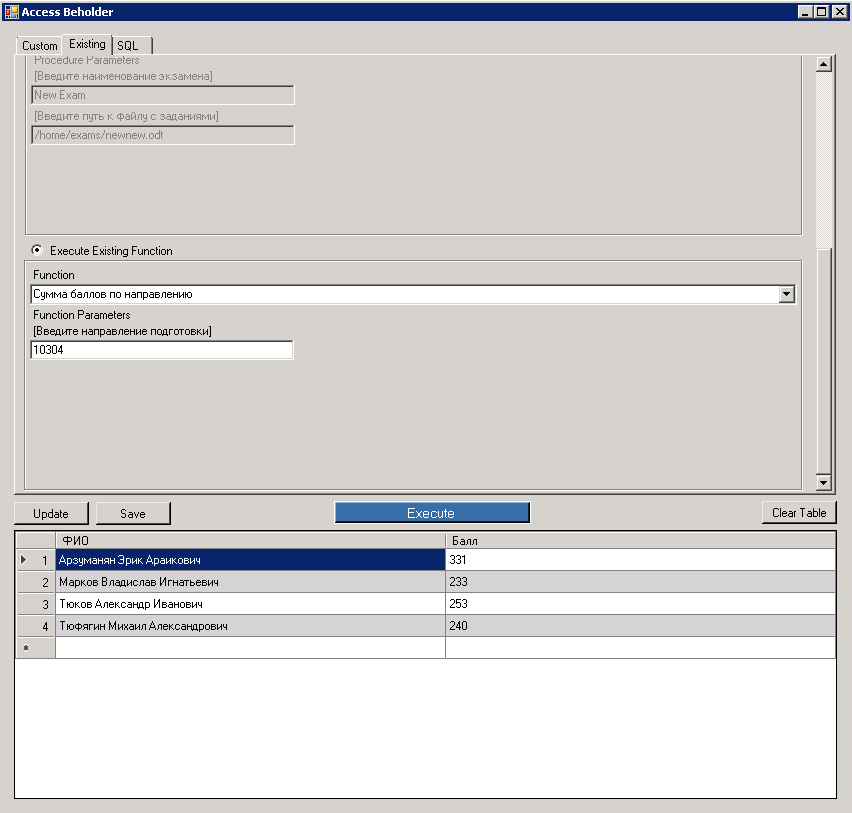 Access Beholder
Custom Existing SQL
Procedure Parameters
[Введите наименование экзамена]
New Exam
[Введите путь к файлу с заданиями]
/home/exams/newnew.odt
Execute Existing Function
Function
Сумма баллов по направлению
Function Parameters
[Введите направление подготовки]
10304
Update Save Execute Clear Table
ФИО Балл
1 Арзуманян Эрик Араикович 331
2 Марков Владислав Игнатьевич 233
3 Тюков Александр Иванович 253
4 Тюфягин Михаил Александрович 240
*